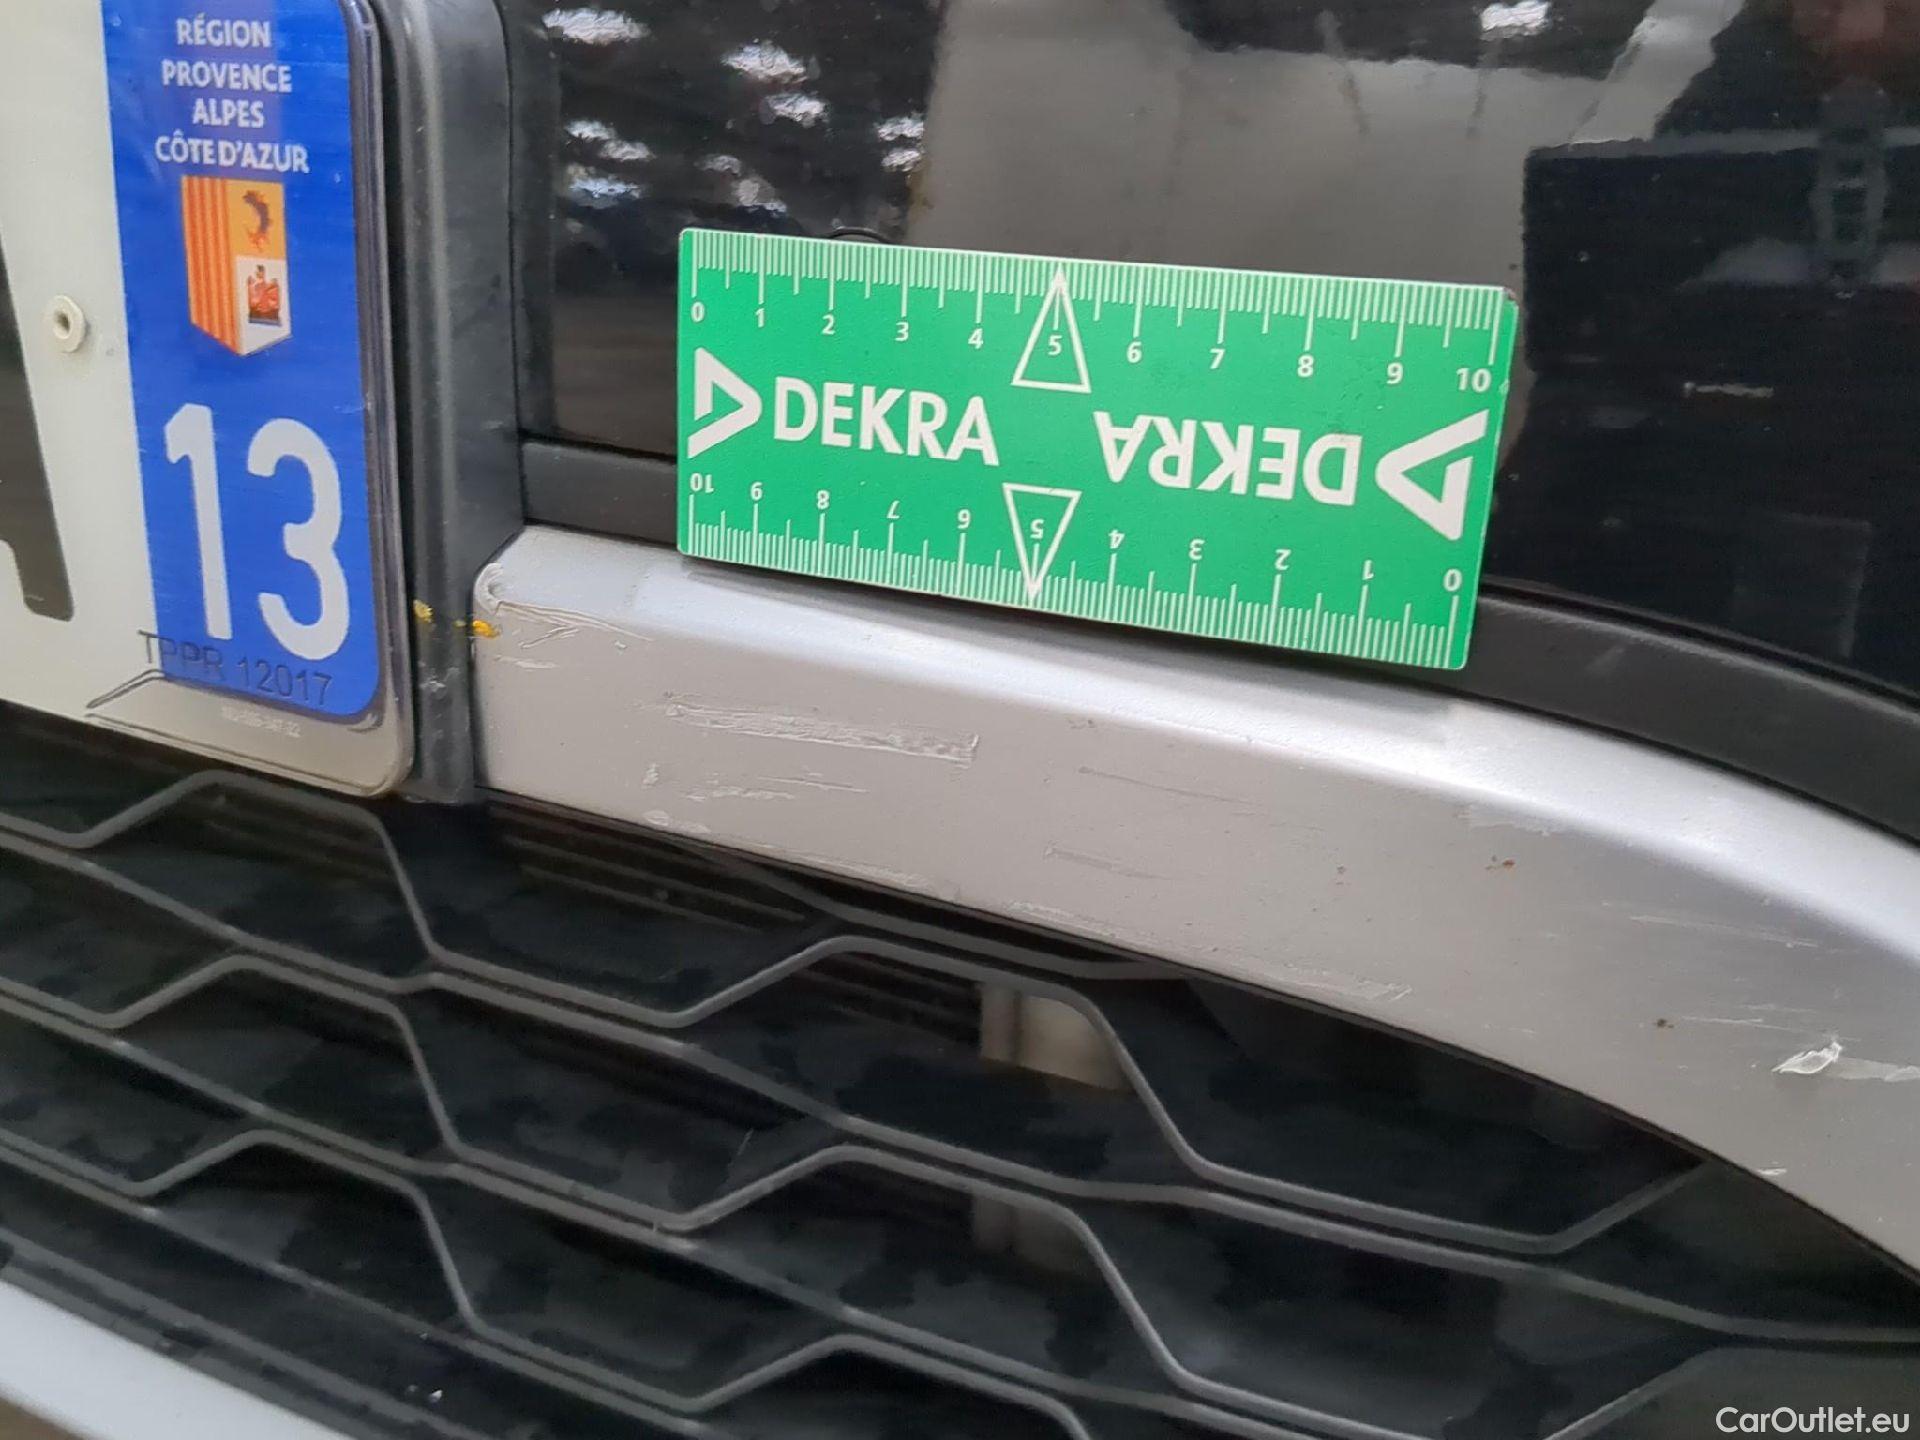 RÉGION
PROVENCE
ALPES
CÔTE D'AZUR
13
TPPR 12017
0 1 2 3 4 5 6 7 8 9 10
DEKRA
DEKRA
10 9 8 7 6 5 4 3 2 1 0
CarOutlet.eu